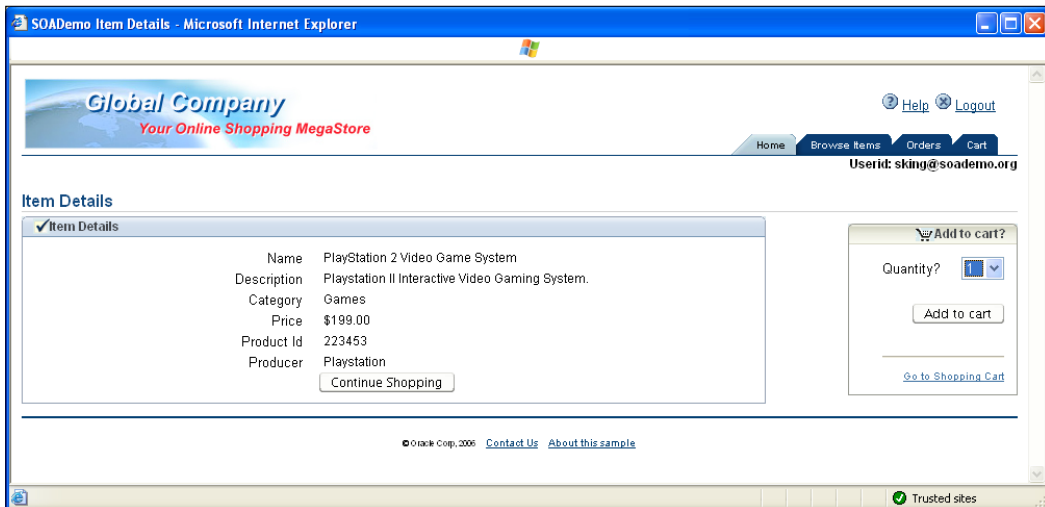 SOADemo Item Details - Microsoft Internet Explorer
Global Company
Your Online Shopping MegaStore
Help Logout
Home Browse Items Orders Cart
Userid: sking@soademo.org
Item Details
Item Details
Name PlayStation 2 Video Game System
Description Playstation II Interactive Video Gaming System.
Category Games
Price $199.00
Product Id 223453
Producer Playstation
Continue Shopping
Add to cart?
Quantity? 1
Add to cart
Go to Shopping Cart
© Oracle Corp, 2006 Contact Us About this sample
Trusted sites